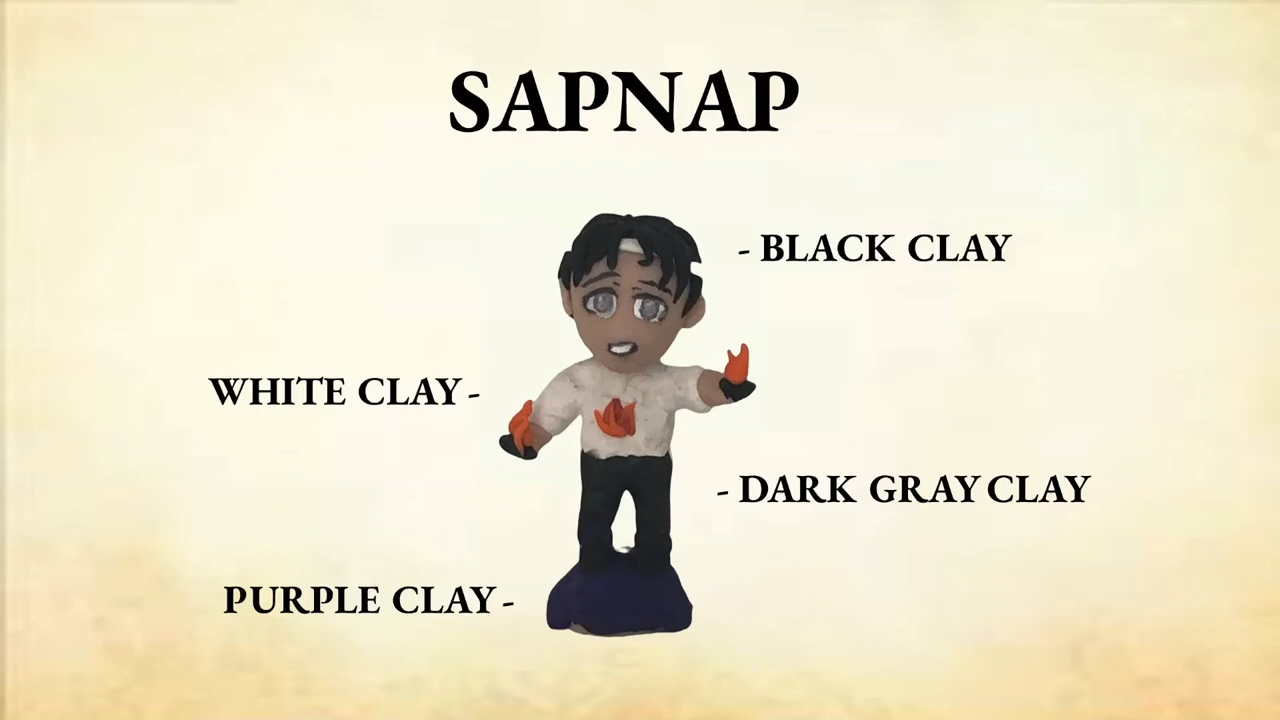 SAPNAP
- BLACK CLAY
WHITE CLAY -
- DARK GRAY CLAY
PURPLE CLAY -